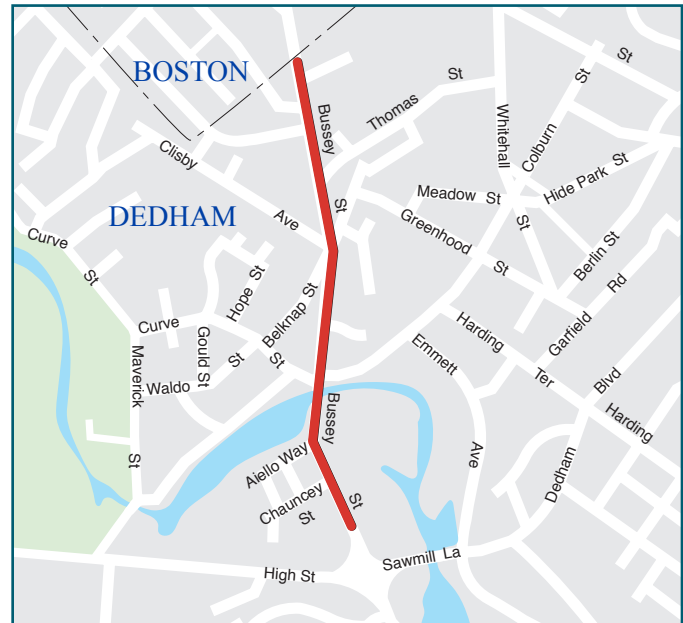 BOSTON
St
St
Thomas
St
Bussey
Whitehall
Colburn
Clisby
Hide Park St
DEDHAM
Meadow St
St
Ave
Greenhood
St
Curve
St
Hope St
Berlin St
St
Rd
Belknap St
Curve
Gould St
St
St
Harding
Garfield
Emmett
Ter
Blvd
Maverick
Waldo
Harding
Bussey
Aiello Way
Ave
St
Chauncey
St
St
Dedham
Sawmill La
High St